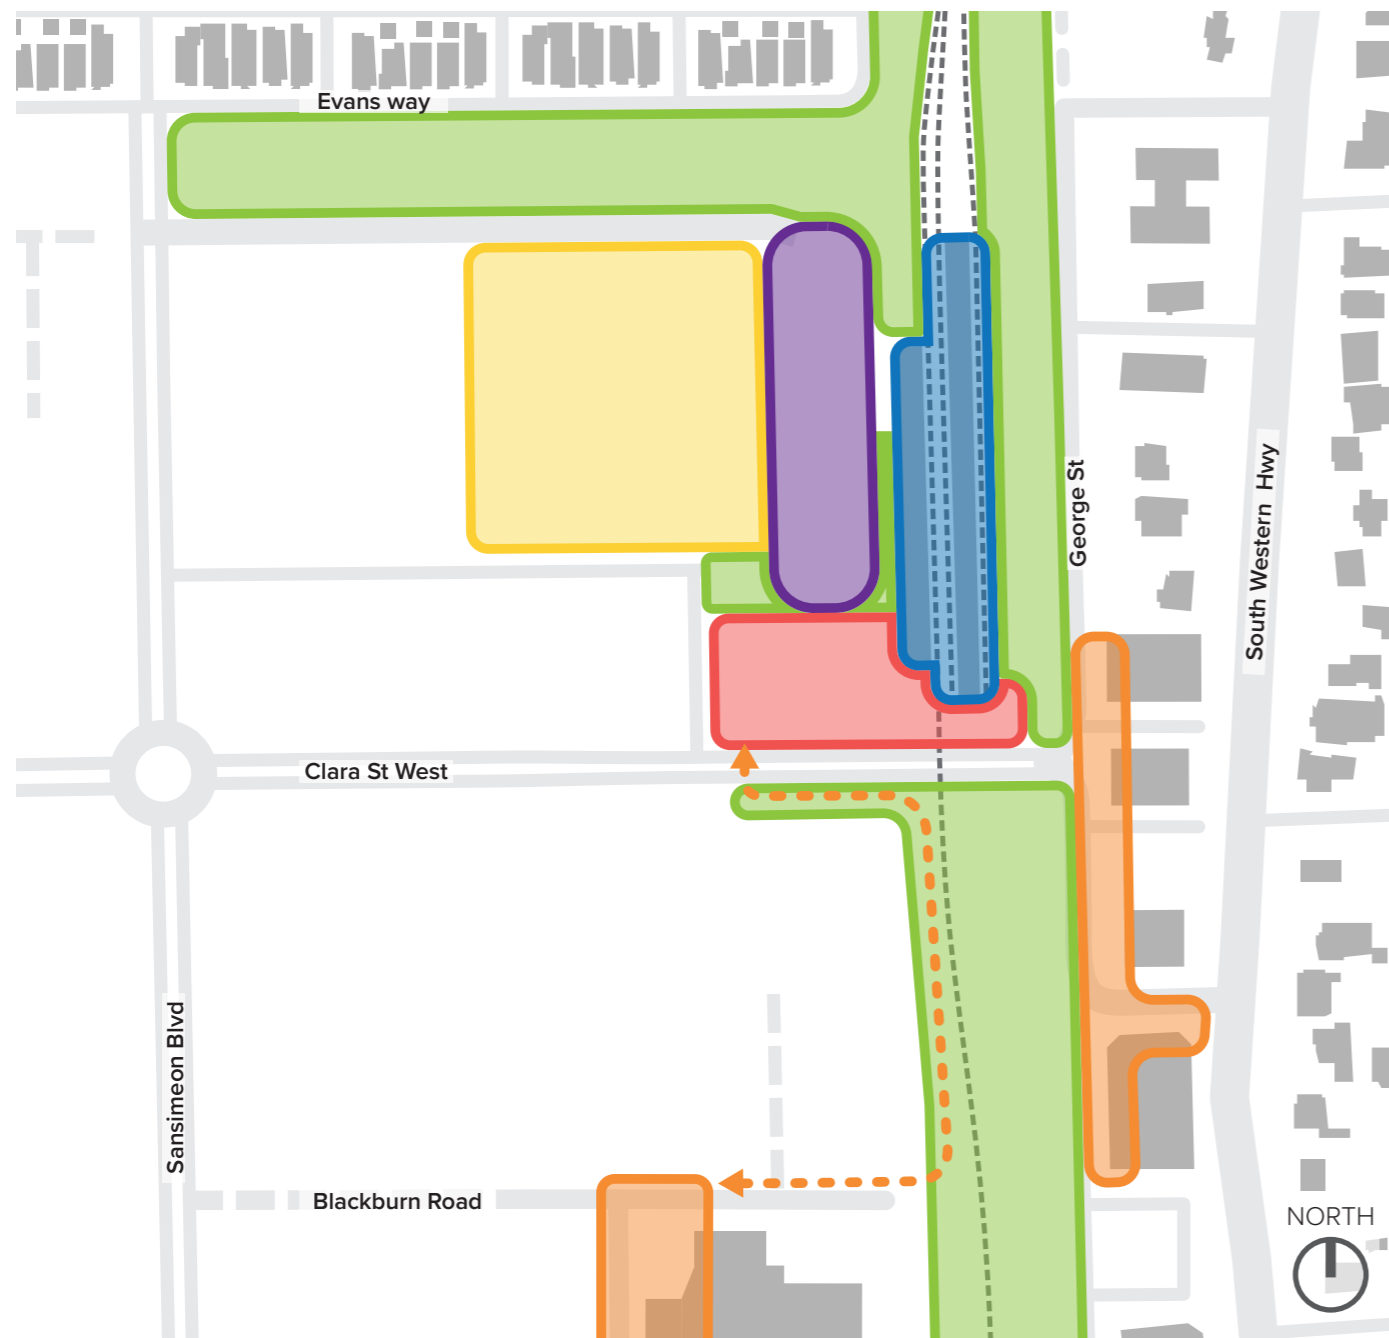 Evans way
George St
South Western Hwy
Clara St West
Sansimeon Blvd
Blackburn Road
NORTH